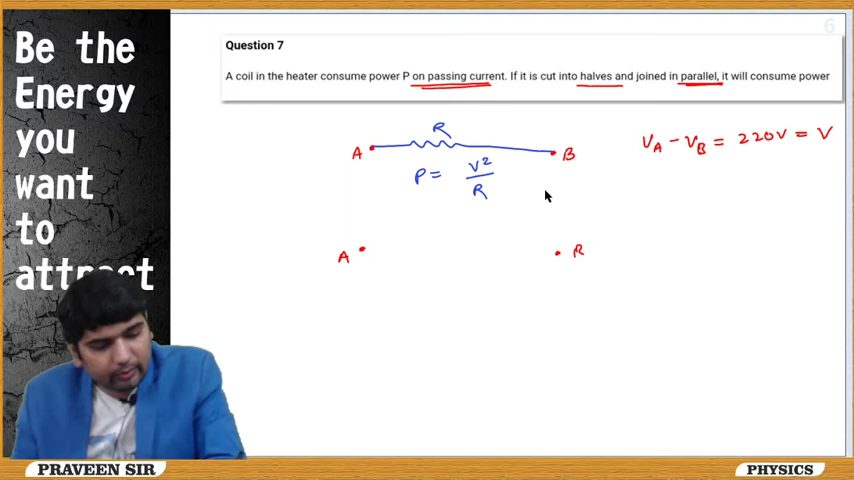 Be the
Energy
you
want
to
attract
6
Question 7
A coil in the heater consume power P on passing current. If it is cut into halves and joined in parallel, it will consume power
R
A
B
V_A - V_B = 220V = V
P = V²/R
A
B
PRAVEEN SIR
PHYSICS